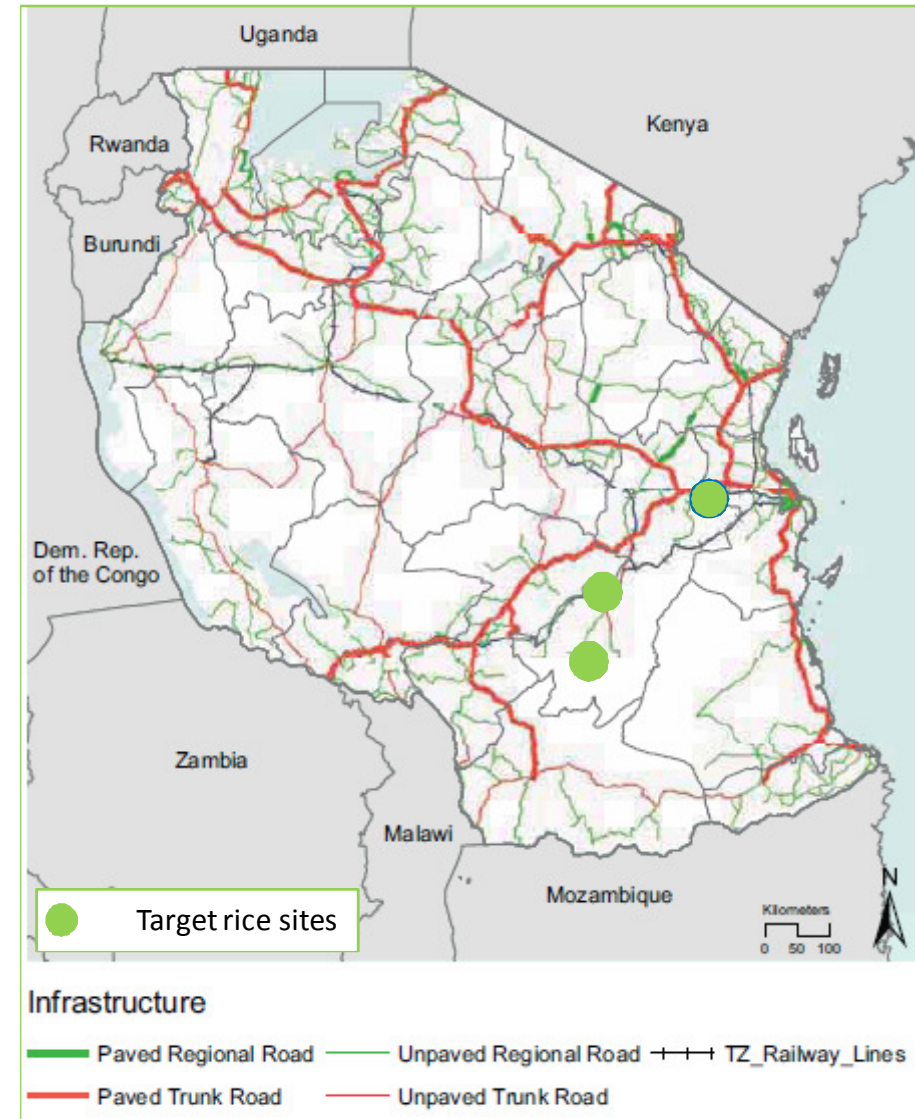 Uganda
Kenya
Rwanda
Burundi
Dem. Rep.
of the Congo
Zambia
Malawi
Mozambique
N
Kilometers
0 50 100
Target rice sites
Infrastructure
Paved Regional Road Unpaved Regional Road TZ_Railway_Lines
Paved Trunk Road Unpaved Trunk Road